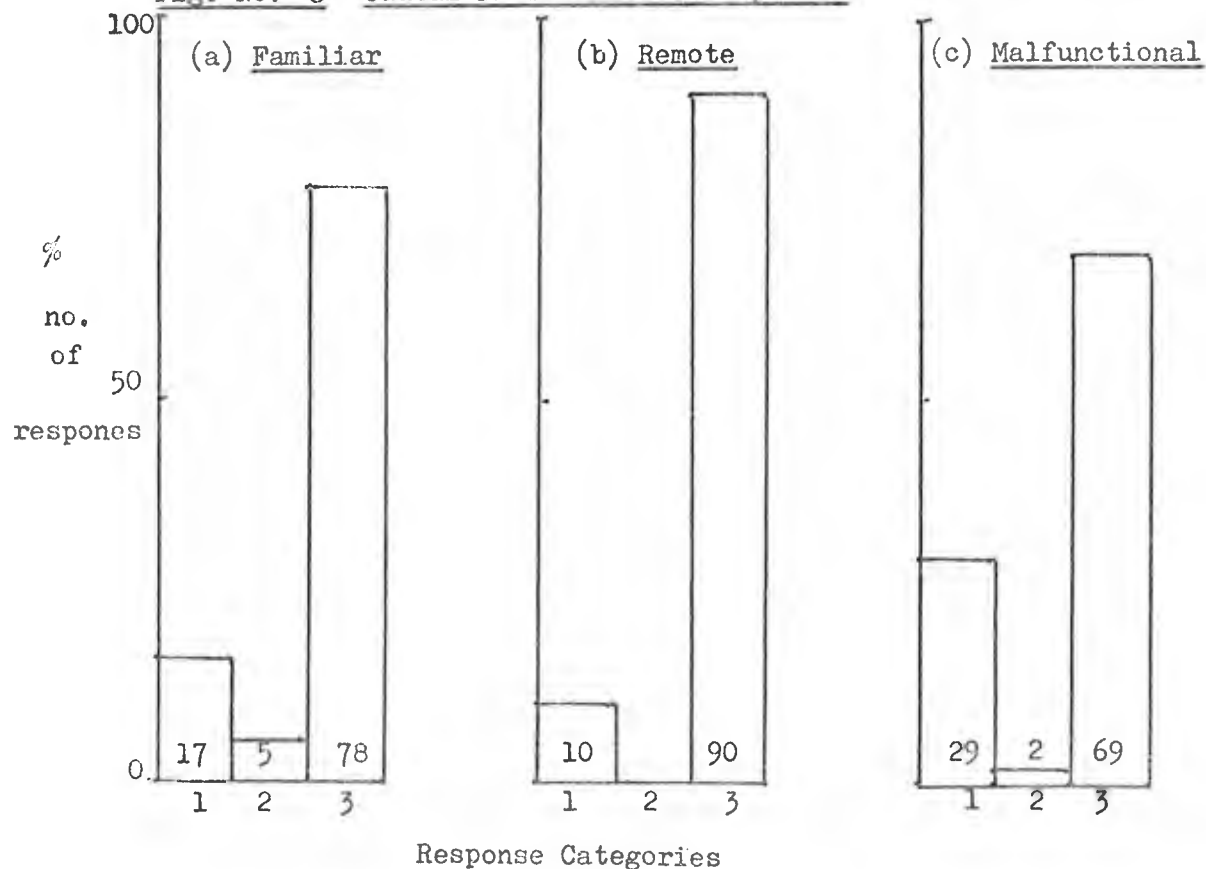 100
(a) Familiar
(b) Remote
(c) Malfunctional
%
no.
of
50
respones
0
17 5 78
10 90
29 2 69
1 2 3
1 2 3
1 2 3
Response Categories